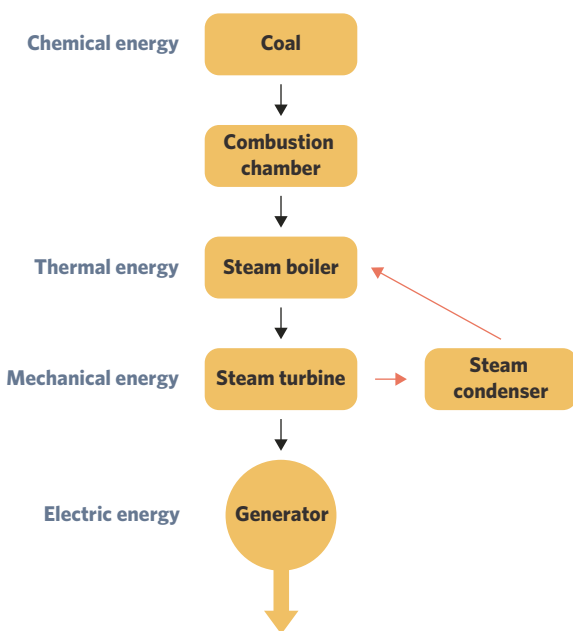 Chemical energy
Coal
Combustion
chamber
Thermal energy
Steam boiler
Mechanical energy
Steam turbine
Steam
condenser
Electric energy
Generator